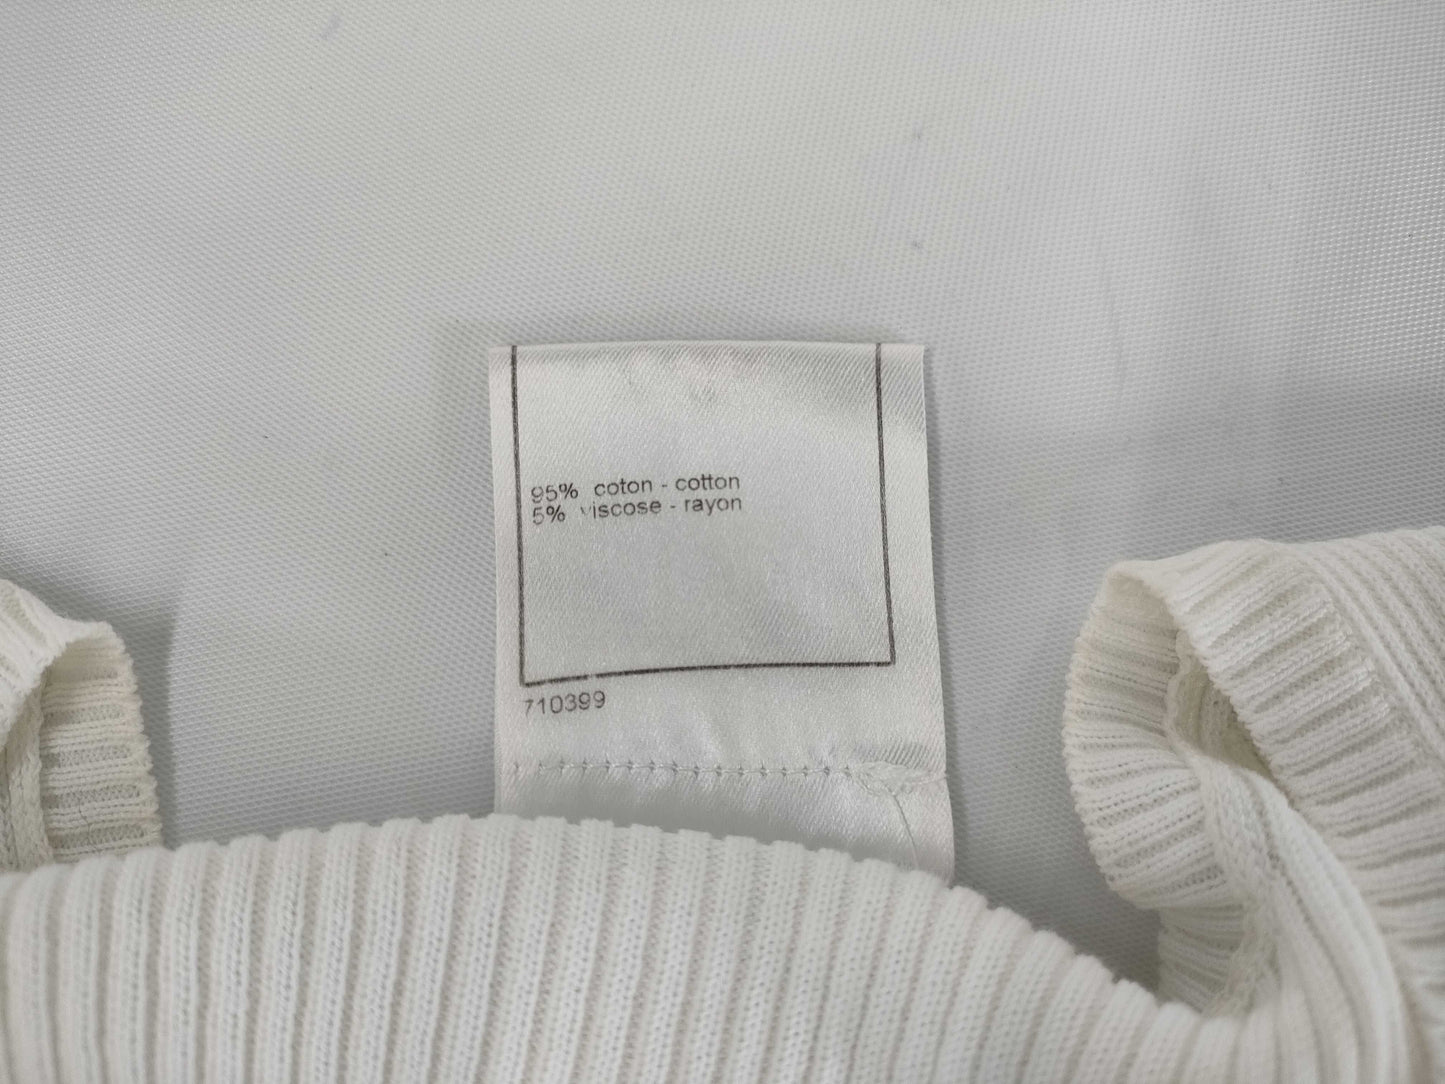 95% coton - cotton
5% viscose - rayon
710399